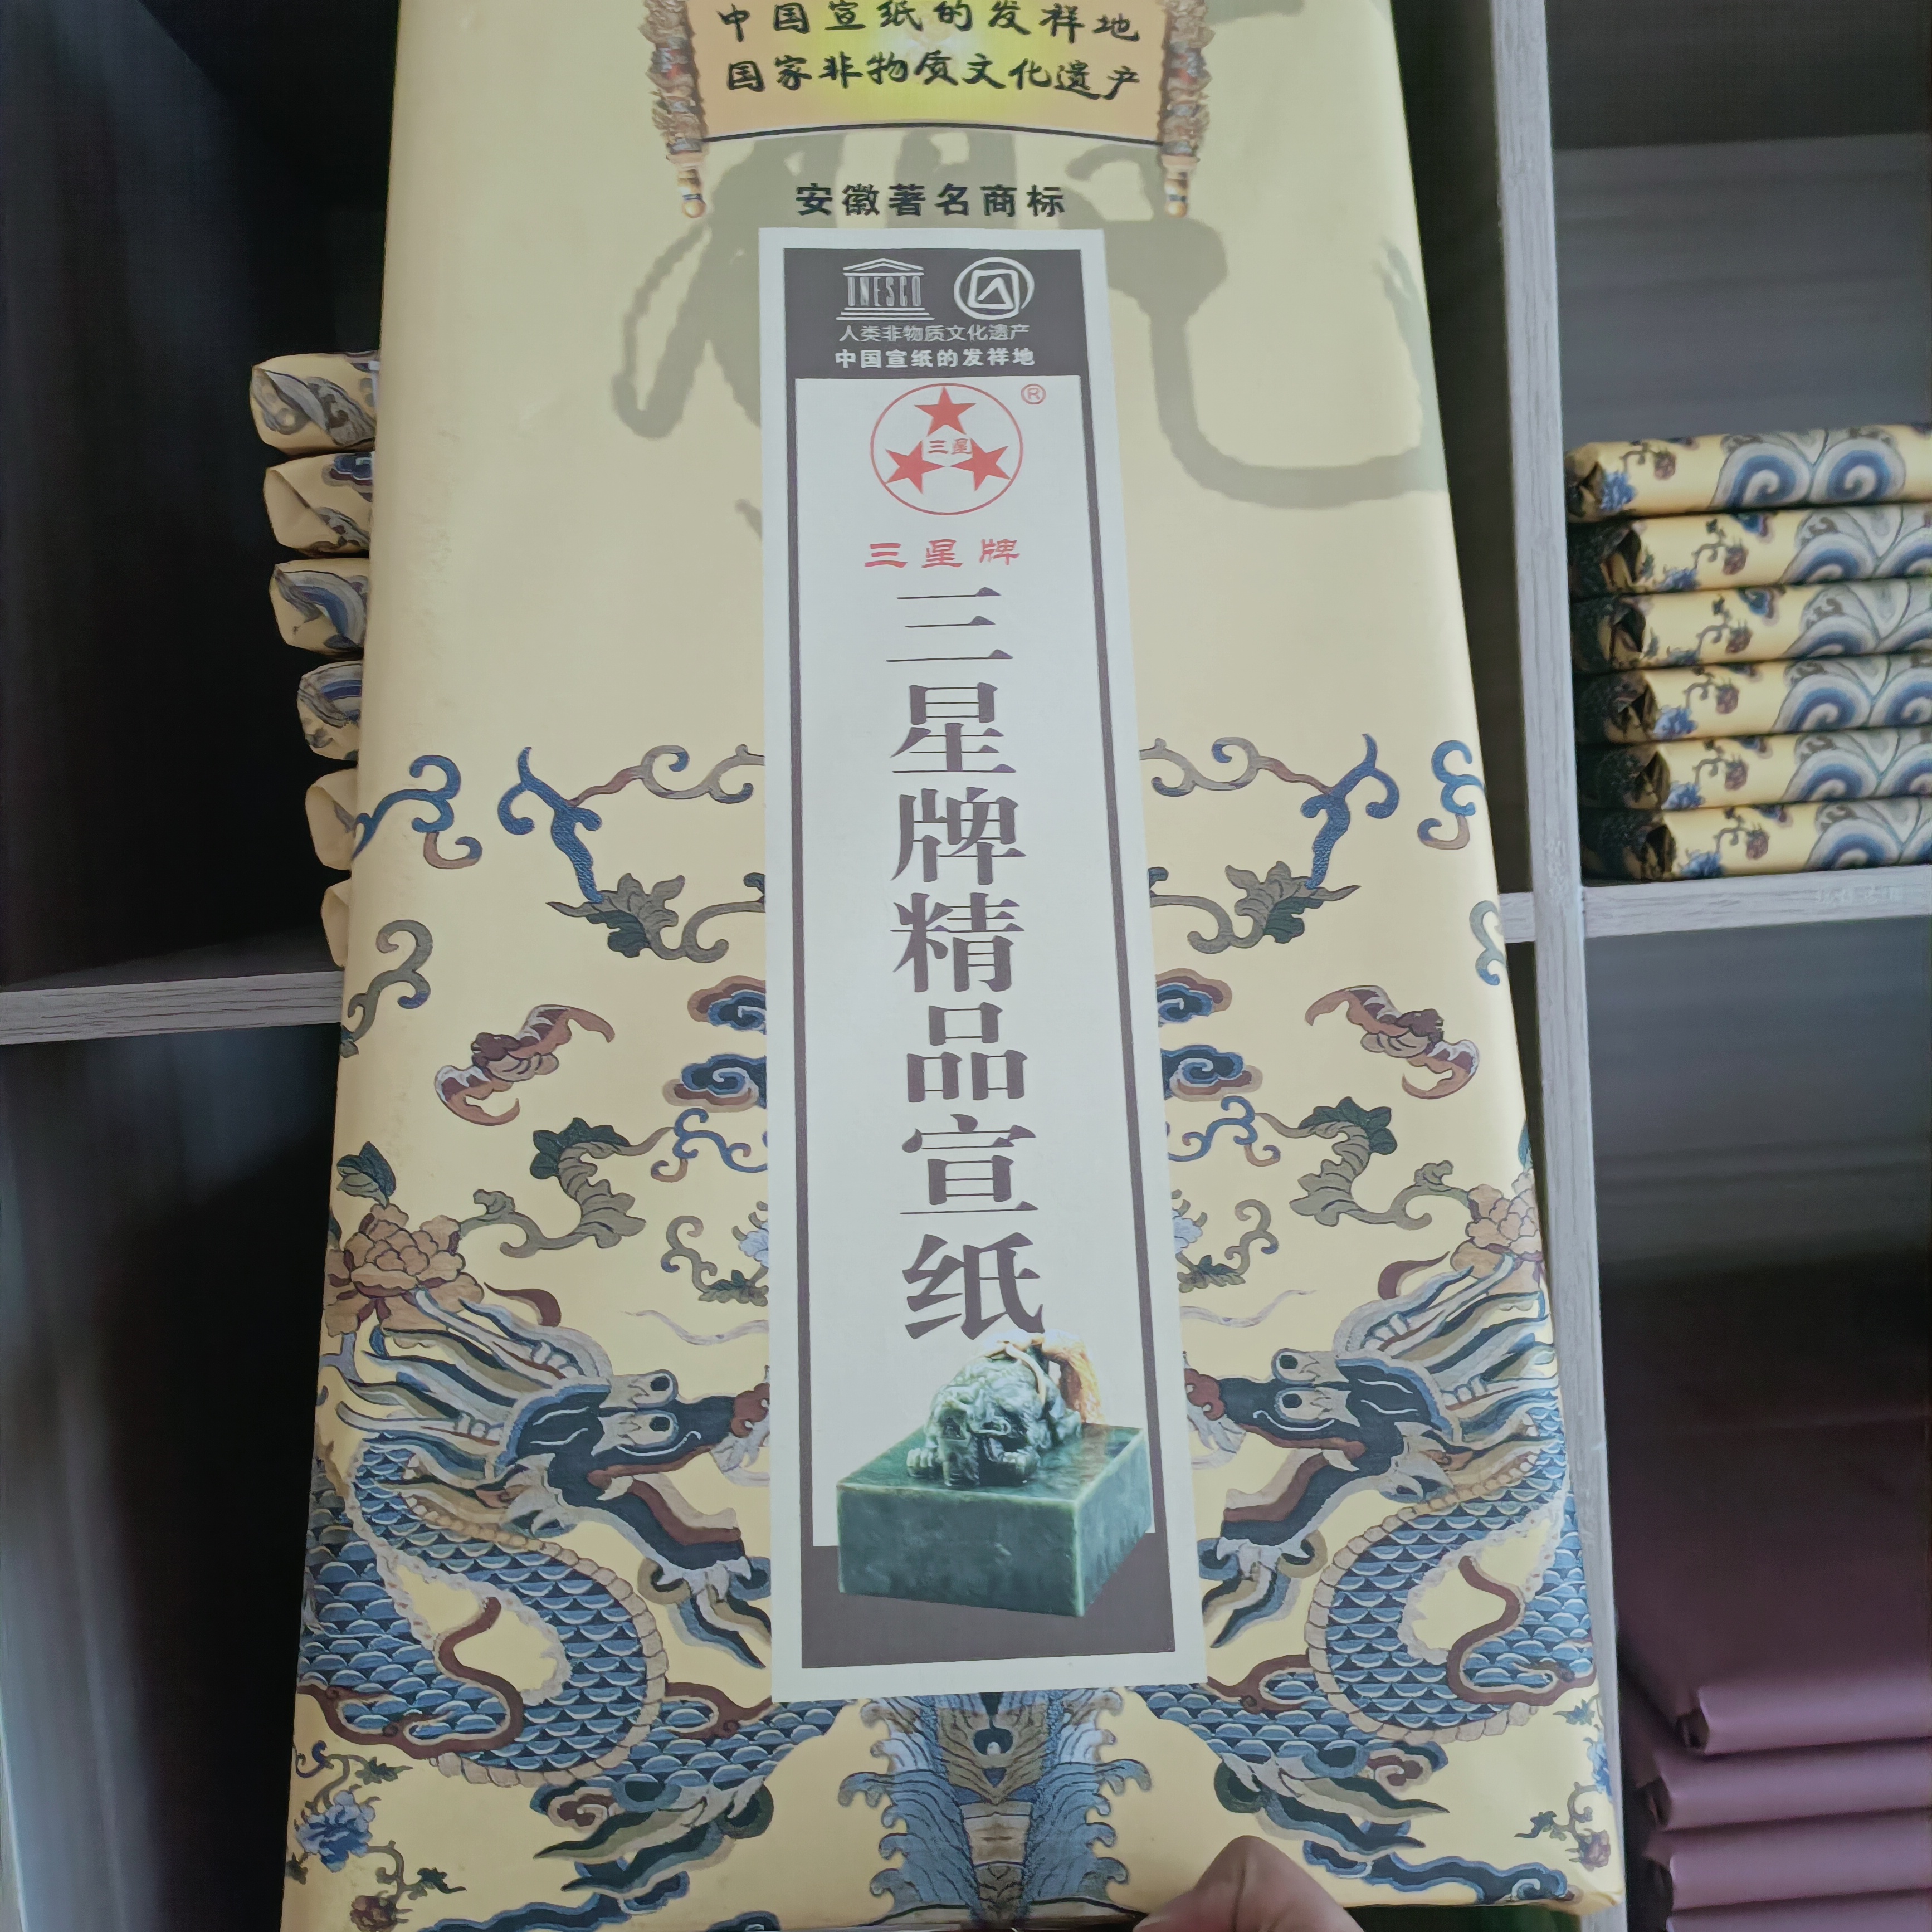 中国宣纸的发祥地
国家非物质文化遗产
安徽著名商标
UNESCO
人类非物质文化遗产
中国宣纸的发祥地
®
三星
三星牌
三星牌精品宣纸